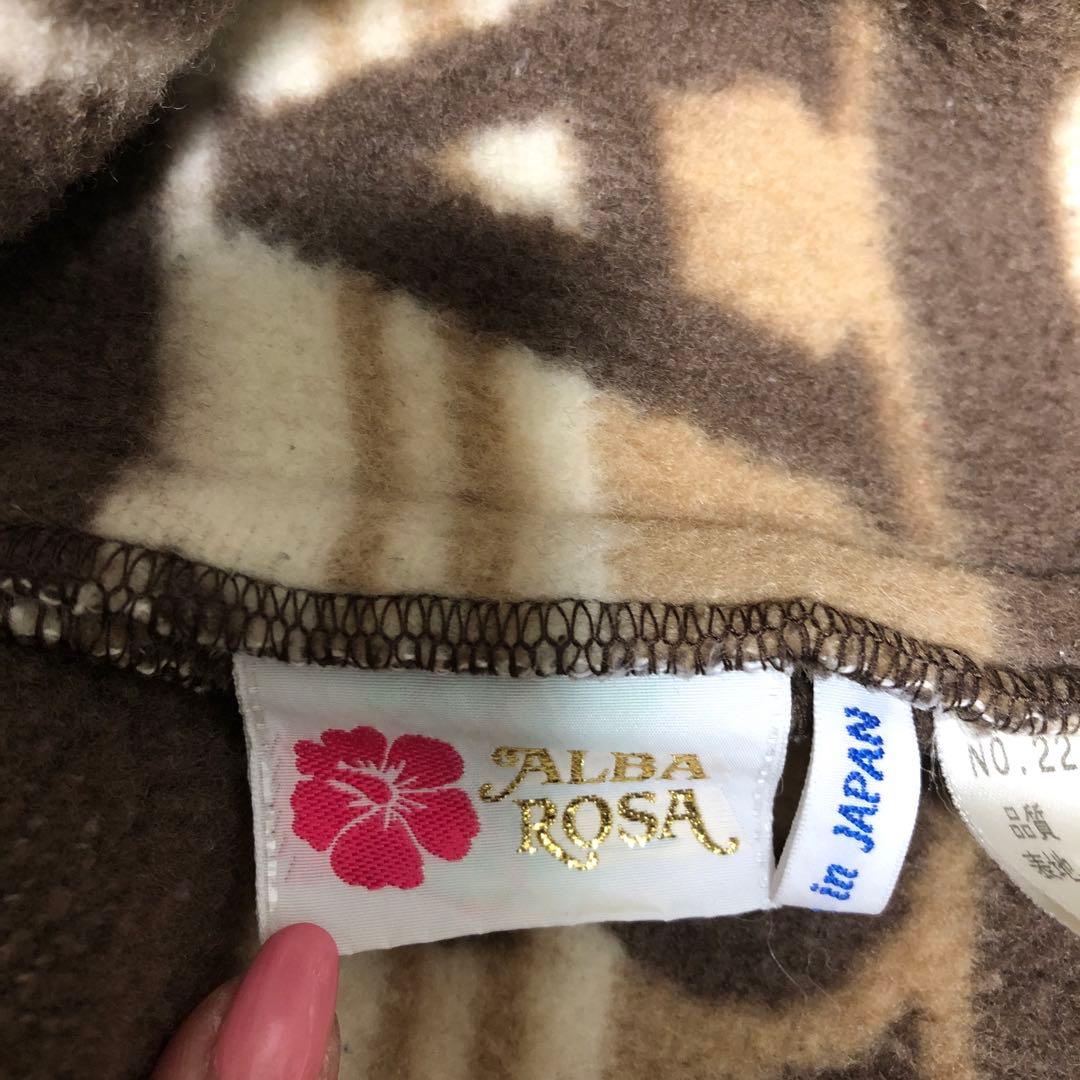 ALBA
ROSA
in JAPAN
NO.22
品質
表地